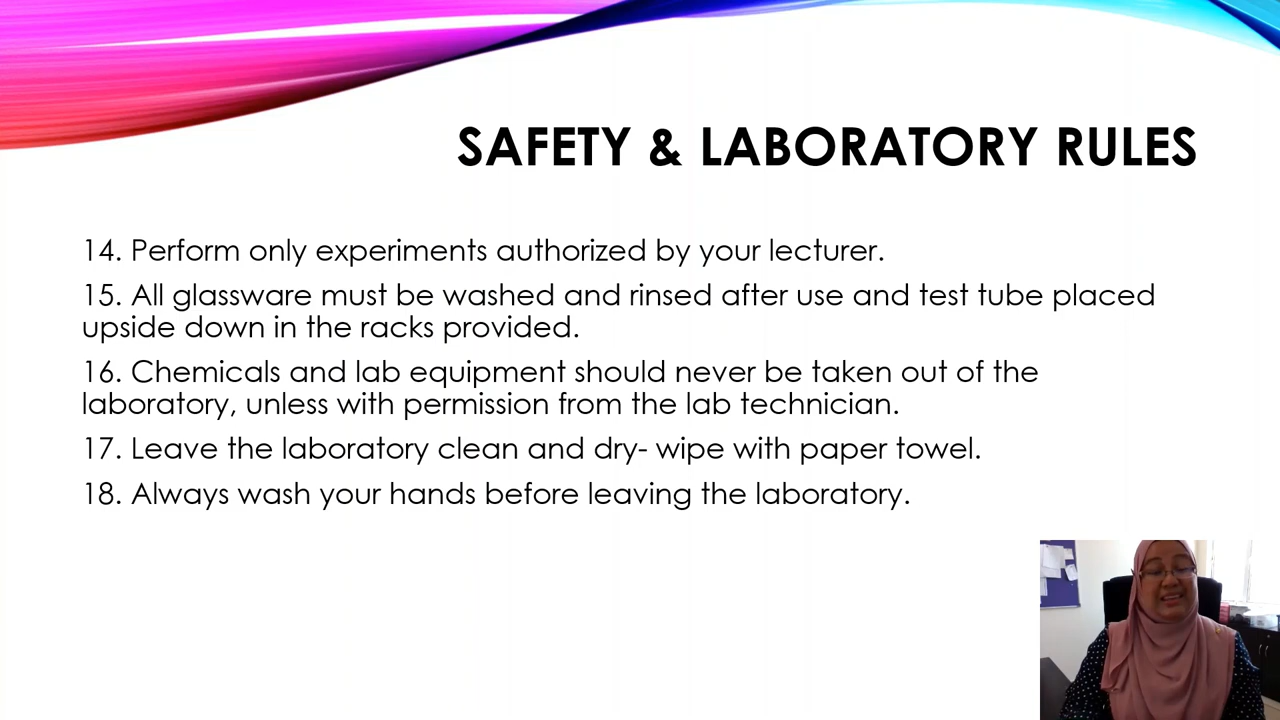 SAFETY & LABORATORY RULES
14. Perform only experiments authorized by your lecturer.
15. All glassware must be washed and rinsed after use and test tube placed
upside down in the racks provided.
16. Chemicals and lab equipment should never be taken out of the
laboratory, unless with permission from the lab technician.
17. Leave the laboratory clean and dry- wipe with paper towel.
18. Always wash your hands before leaving the laboratory.